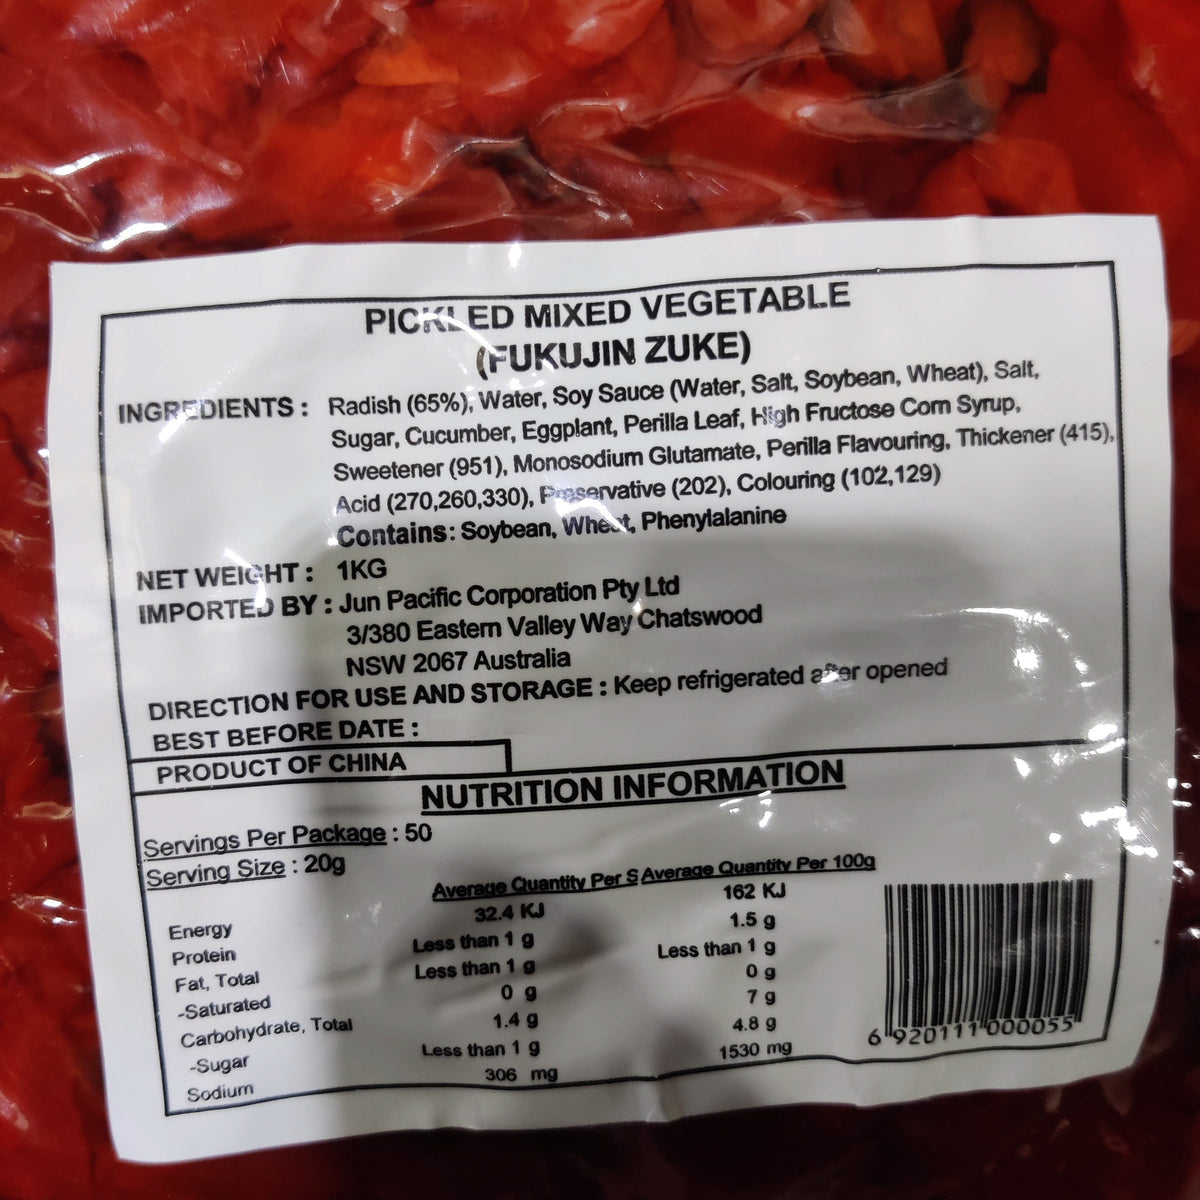 PICKLED MIXED VEGETABLE
(FUKUJIN ZUKE)
INGREDIENTS : Radish (65%), Water, Soy Sauce (Water, Salt, Soybean, Wheat), Salt,
Sugar, Cucumber, Eggplant, Perilla Leaf, High Fructose Corn Syrup,
Sweetener (951), Monosodium Glutamate, Perilla Flavouring, Thickener (415),
Acid (270,260,330), Preservative (202), Colouring (102,129)
Contains: Soybean, Wheat, Phenylalanine
NET WEIGHT : 1KG
IMPORTED BY : Jun Pacific Corporation Pty Ltd
3/380 Eastern Valley Way Chatswood
NSW 2067 Australia
DIRECTION FOR USE AND STORAGE : Keep refrigerated after opened
BEST BEFORE DATE :
PRODUCT OF CHINA
NUTRITION INFORMATION
Servings Per Package : 50
Serving Size : 20g
Average Quantity Per S Average Quantity Per 100g
Energy 32.4 KJ 162 KJ
Protein Less than 1 g 1.5 g
Fat, Total Less than 1 g Less than 1 g
-Saturated 0 g 0 g
Carbohydrate, Total 1.4 g 7 g
-Sugar Less than 1 g 4.8 g
Sodium 306 mg 1530 mg
6 920111 000055